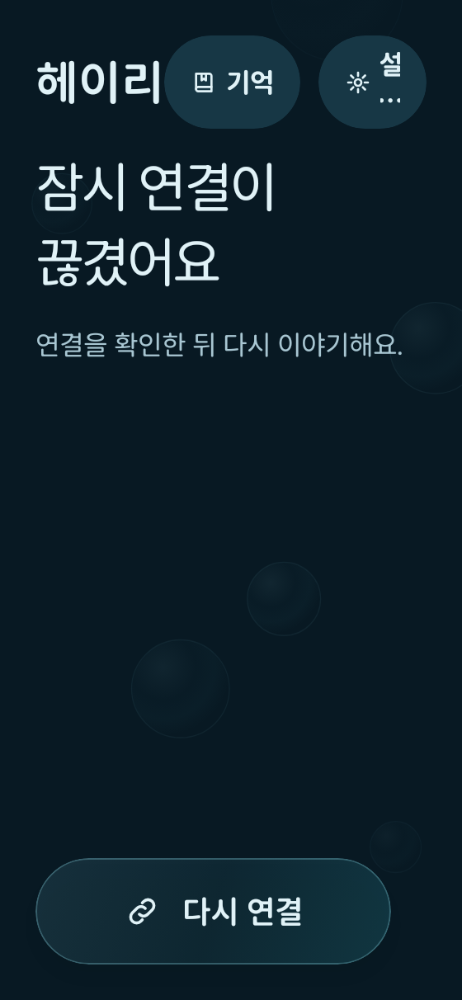 헤이리
기억
설
...
잠시 연결이
끊겼어요
연결을 확인한 뒤 다시 이야기해요.
다시 연결